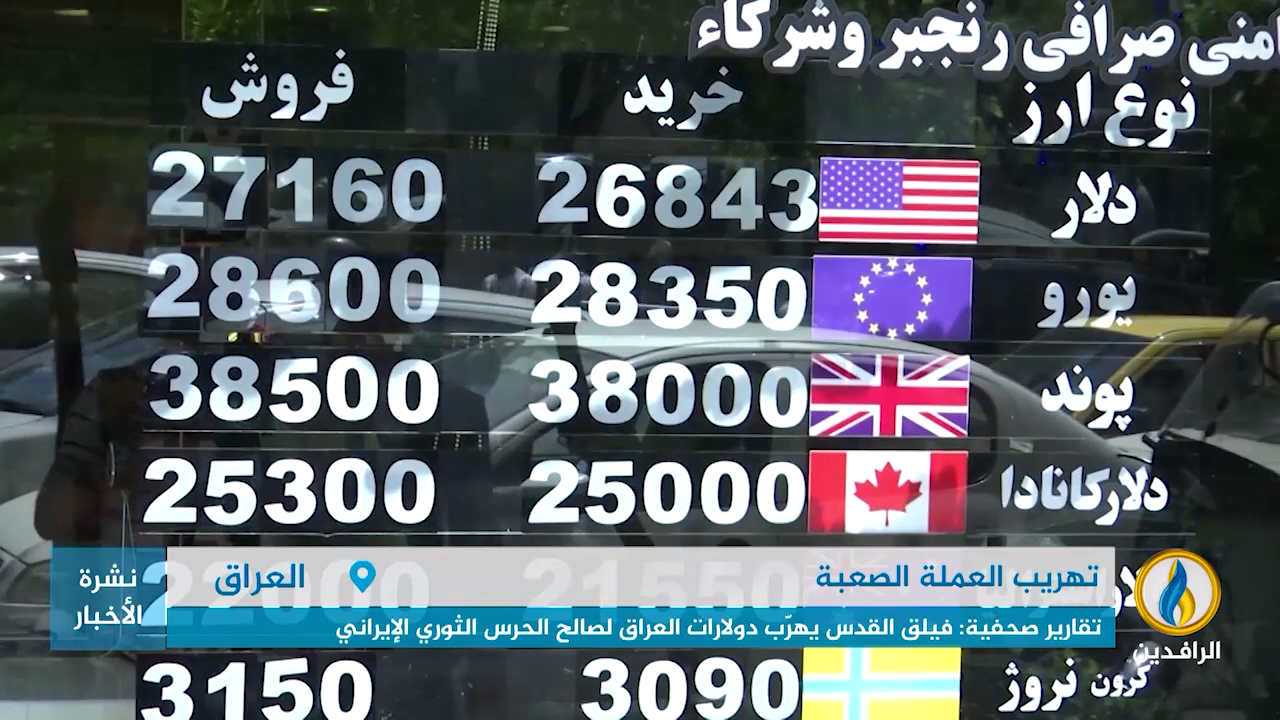 امنی صرافی رنجبر وشرکاء
نوع ارز خرید فروش
دلار 26843 27160
یورو 28350 28600
پوند 38000 38500
دلارکانادا 25000 25300
21550 22000
تهريب العملة الصعبة العراق
نشرة الأخبار
تقارير صحفية: فيلق القدس يهرّب دولارات العراق لصالح الحرس الثوري الإيراني
الرافدين
کرون نروژ 3090 3150